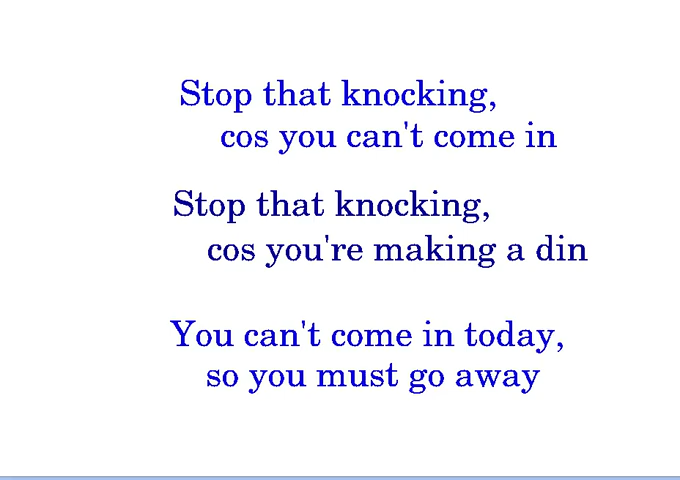 Stop that knocking,
cos you can't come in
Stop that knocking,
cos you're making a din
You can't come in today,
so you must go away